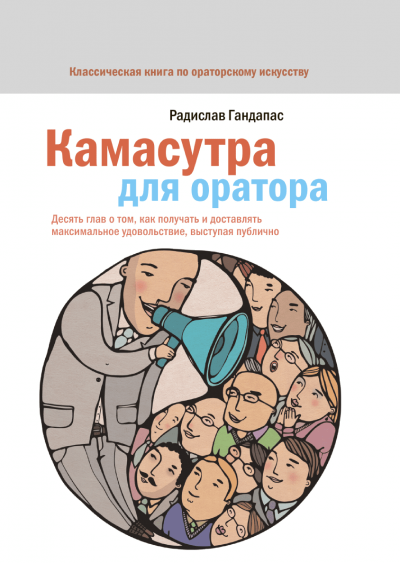 Классическая книга по ораторскому искусству
Радислав Гандапас
Камасутра
для оратора
Десять глав о том, как получать и доставлять
максимальное удовольствие, выступая публично